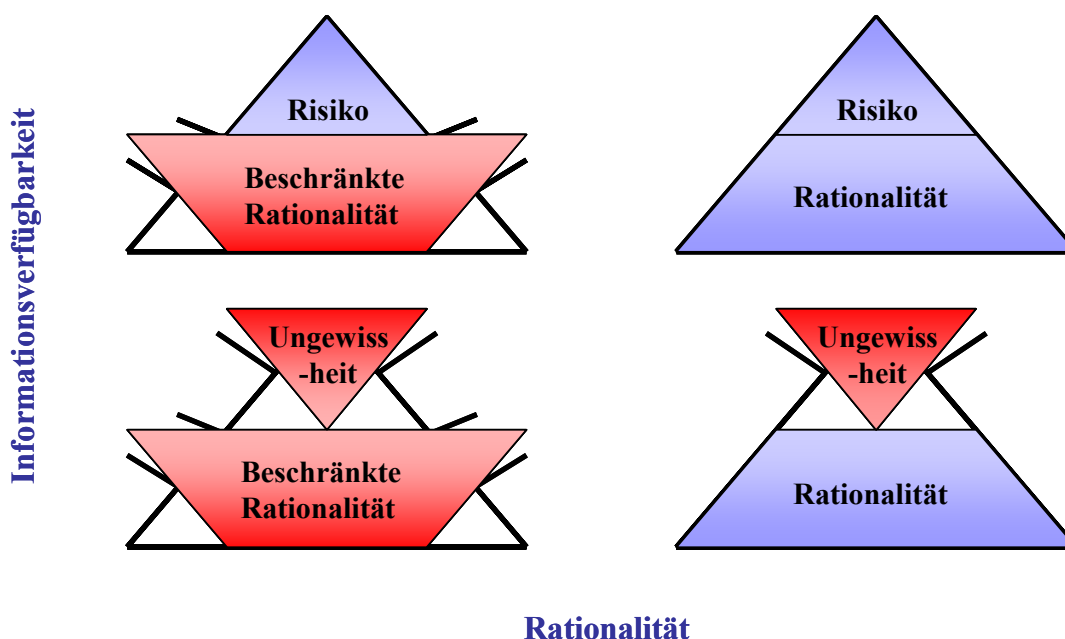 Informationsverfügbarkeit
Risiko
Beschränkte
Rationalität
Risiko
Rationalität
Ungewiss
-heit
Beschränkte
Rationalität
Ungewiss
-heit
Rationalität
Rationalität